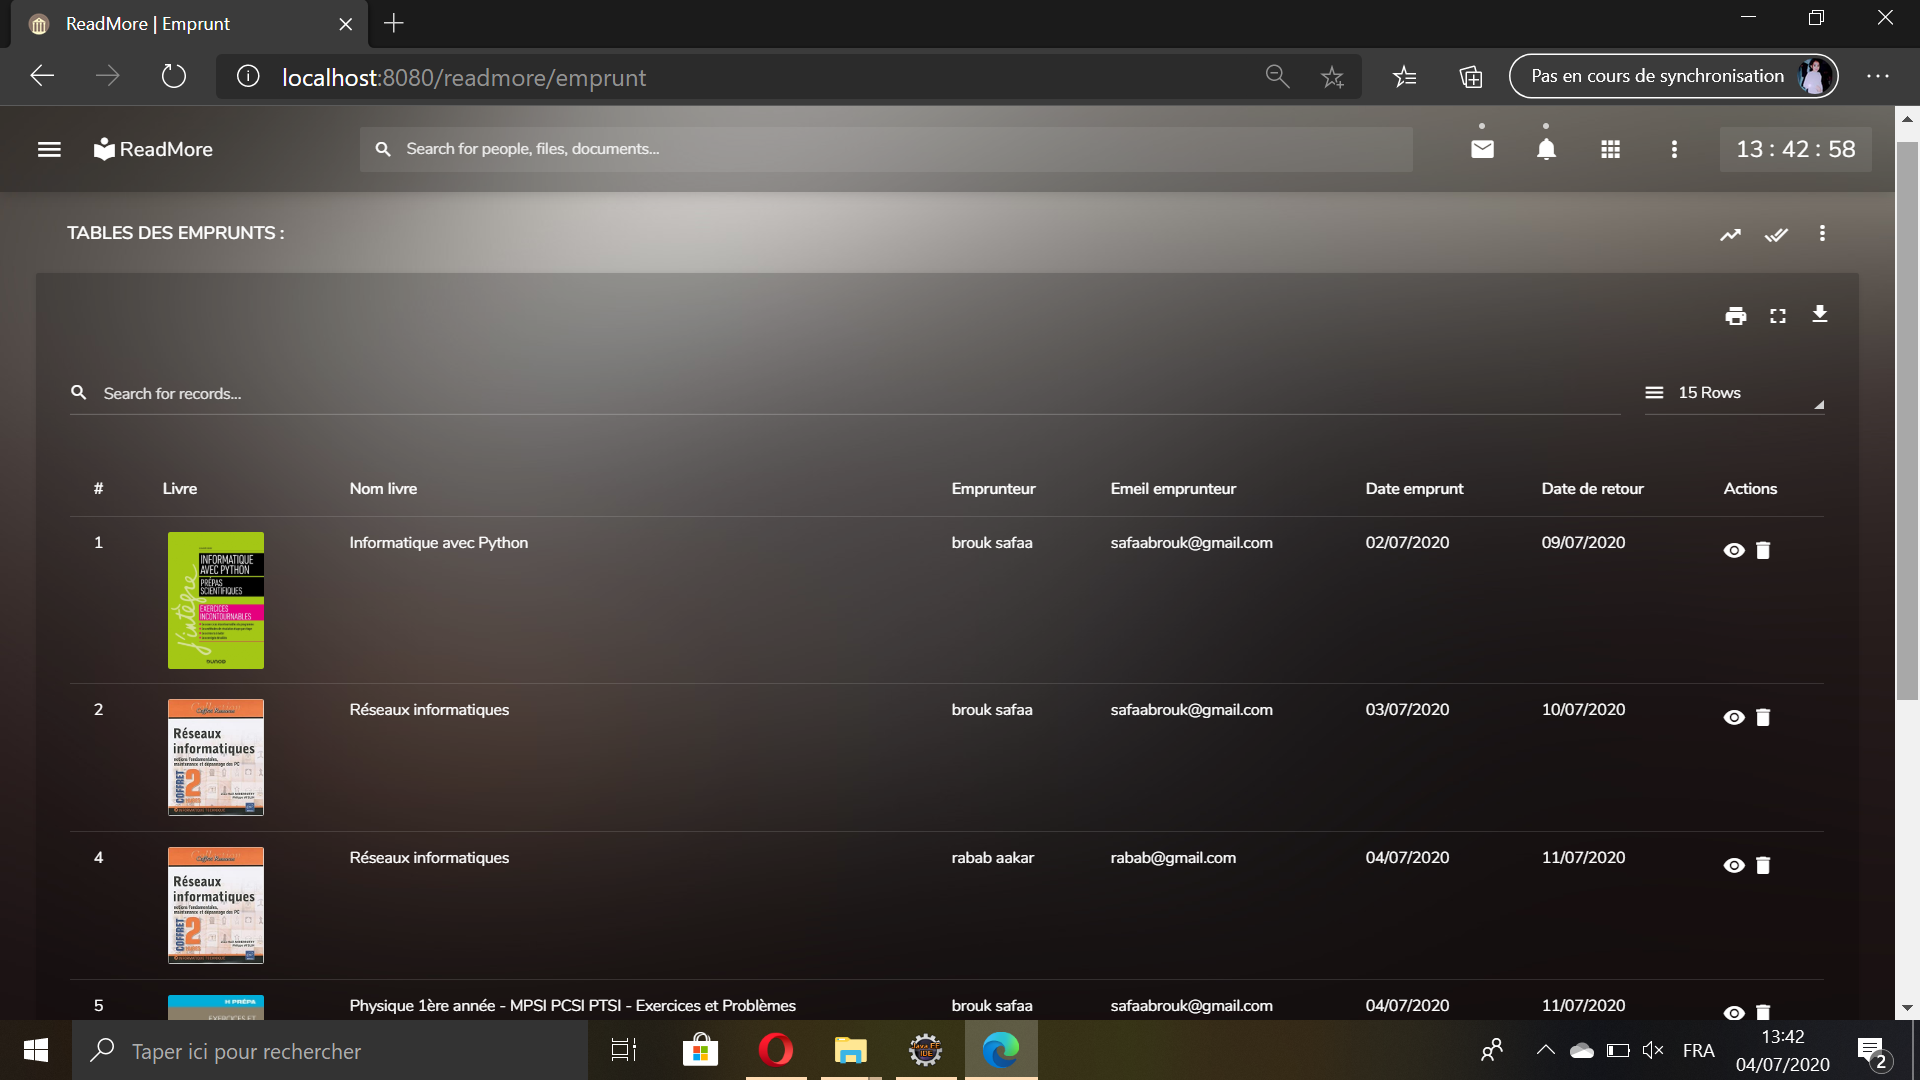 ReadMore | Emprunt
localhost:8080/readmore/emprunt
Pas en cours de synchronisation
ReadMore
Search for people, files, documents...
13 : 42 : 58
TABLES DES EMPRUNTS :
Search for records...
15 Rows
# Livre Nom livre Emprunteur Emeil emprunteur Date emprunt Date de retour Actions
1 Informatique avec Python brouk safaa safaabrouk@gmail.com 02/07/2020 09/07/2020
J'intègre
INFORMATIQUE
AVEC PYTHON
PRÉPAS
SCIENTIFIQUES
EXERCICES
INCONTOURNABLES
DUNOD
2 Réseaux informatiques brouk safaa safaabrouk@gmail.com 03/07/2020 10/07/2020
Réseaux
informatiques
COFFRET
2
4 Réseaux informatiques rabab aakar rabab@gmail.com 04/07/2020 11/07/2020
Réseaux
informatiques
COFFRET
2
5 Physique 1ère année - MPSI PCSI PTSI - Exercices et Problèmes brouk safaa safaabrouk@gmail.com 04/07/2020 11/07/2020
H PRÉPA
EXERCICES ET
Taper ici pour rechercher
Java EE
IDE
FRA
13:42
04/07/2020
2